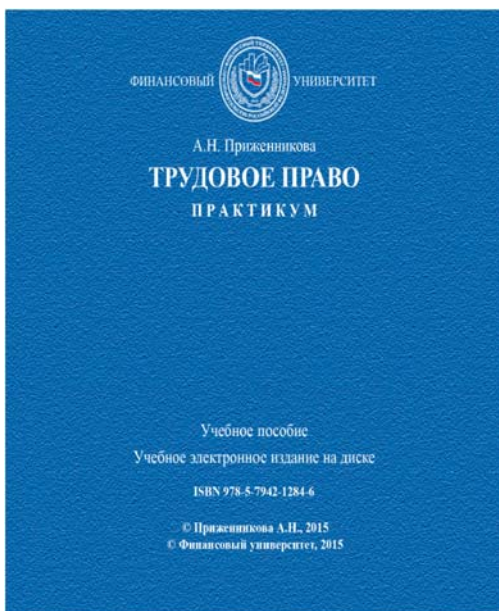 ФИНАНСОВЫЙ УНИВЕРСИТЕТ
А.Н. Приженникова
ТРУДОВОЕ ПРАВО
ПРАКТИКУМ
Учебное пособие
Учебное электронное издание на диске
ISBN 978-5-7942-1284-6
© Приженникова А.Н., 2015
© Финансовый университет, 2015